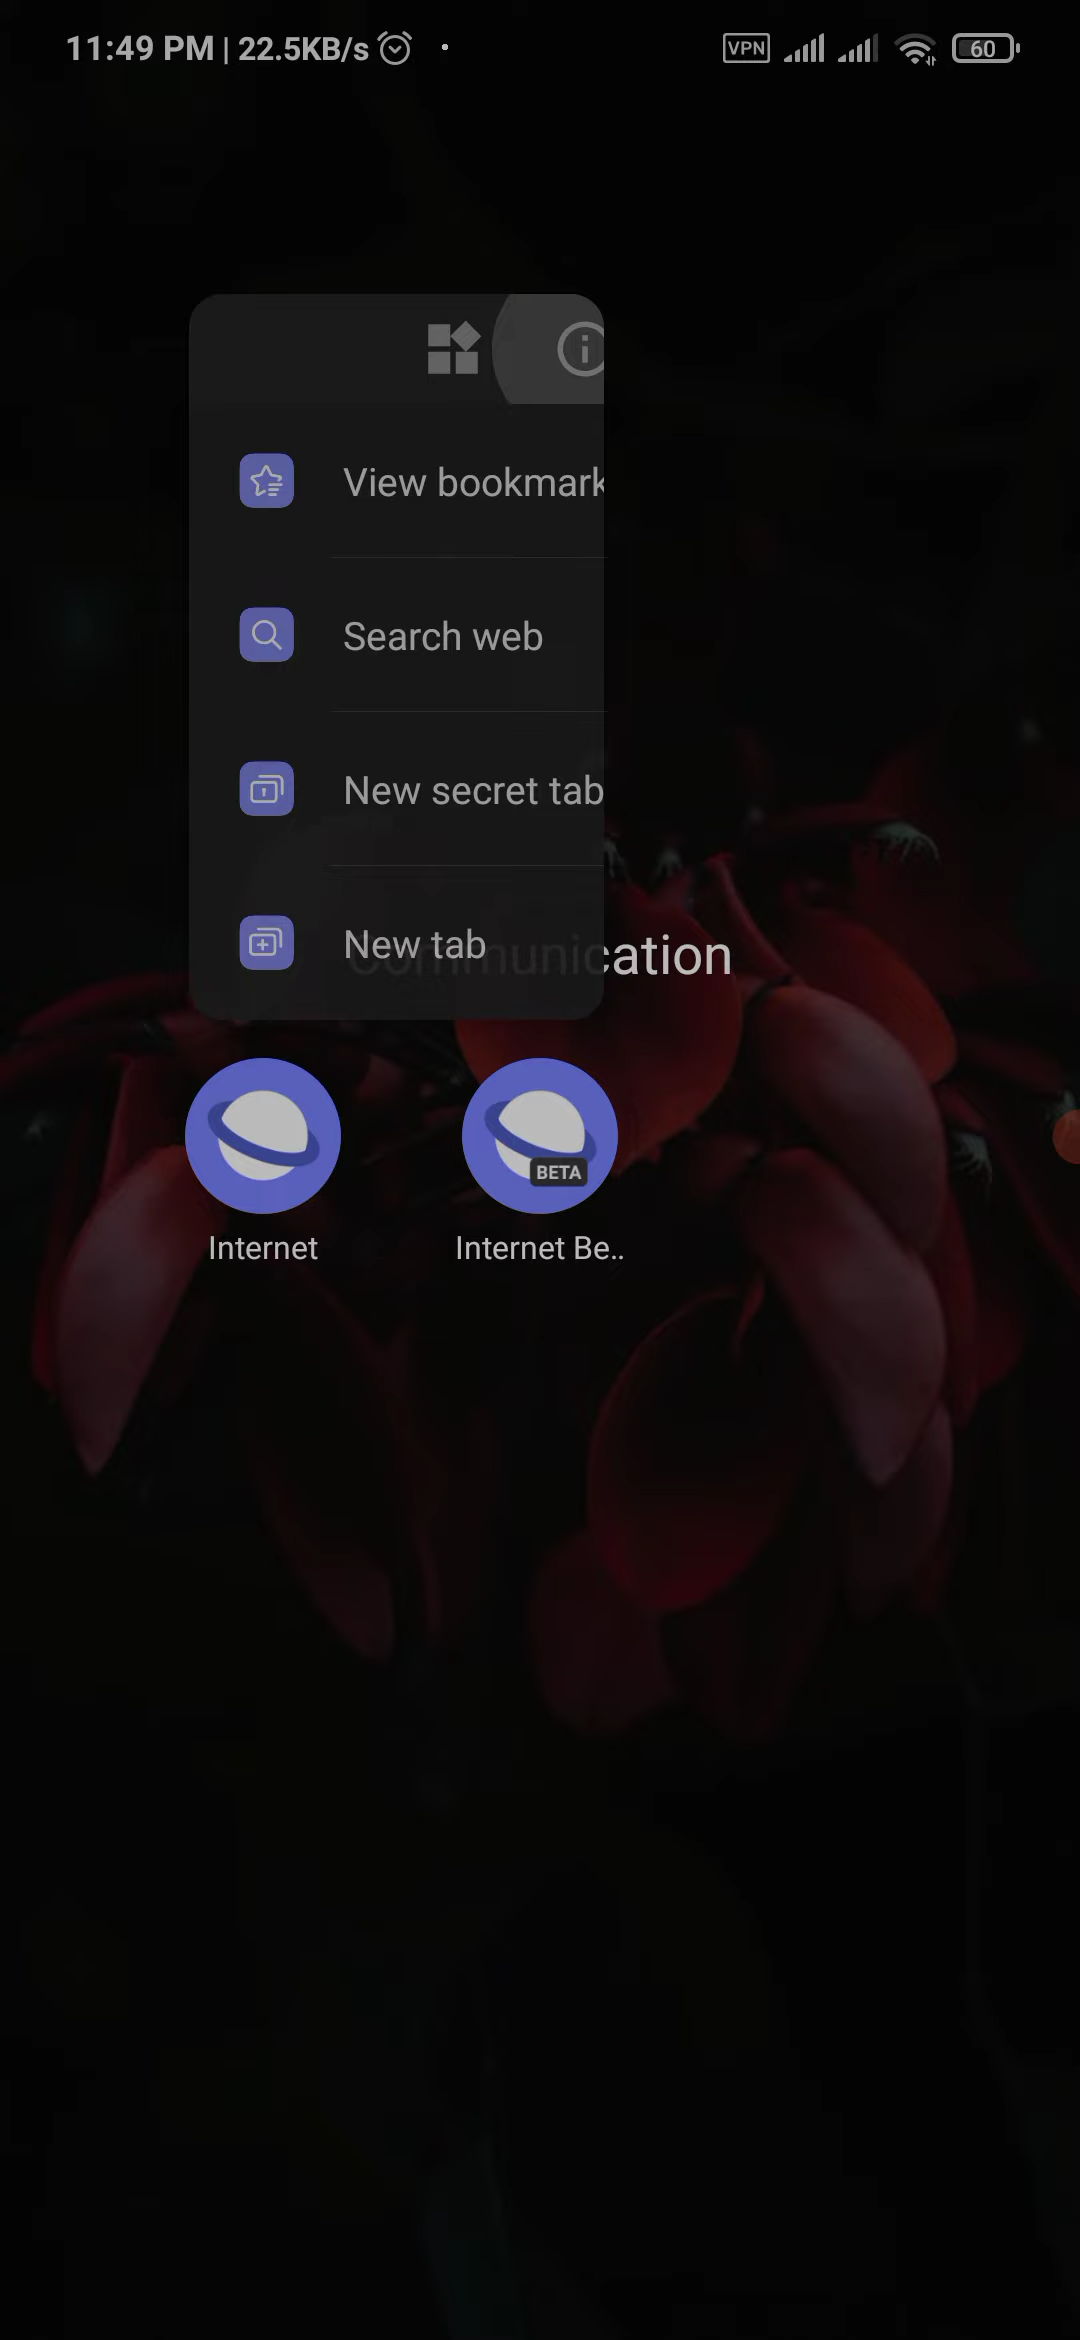 11:49 PM | 22.5KB/s
VPN
60
View bookmark
Search web
New secret tab
New tab
Communication
BETA
Internet
Internet Be..